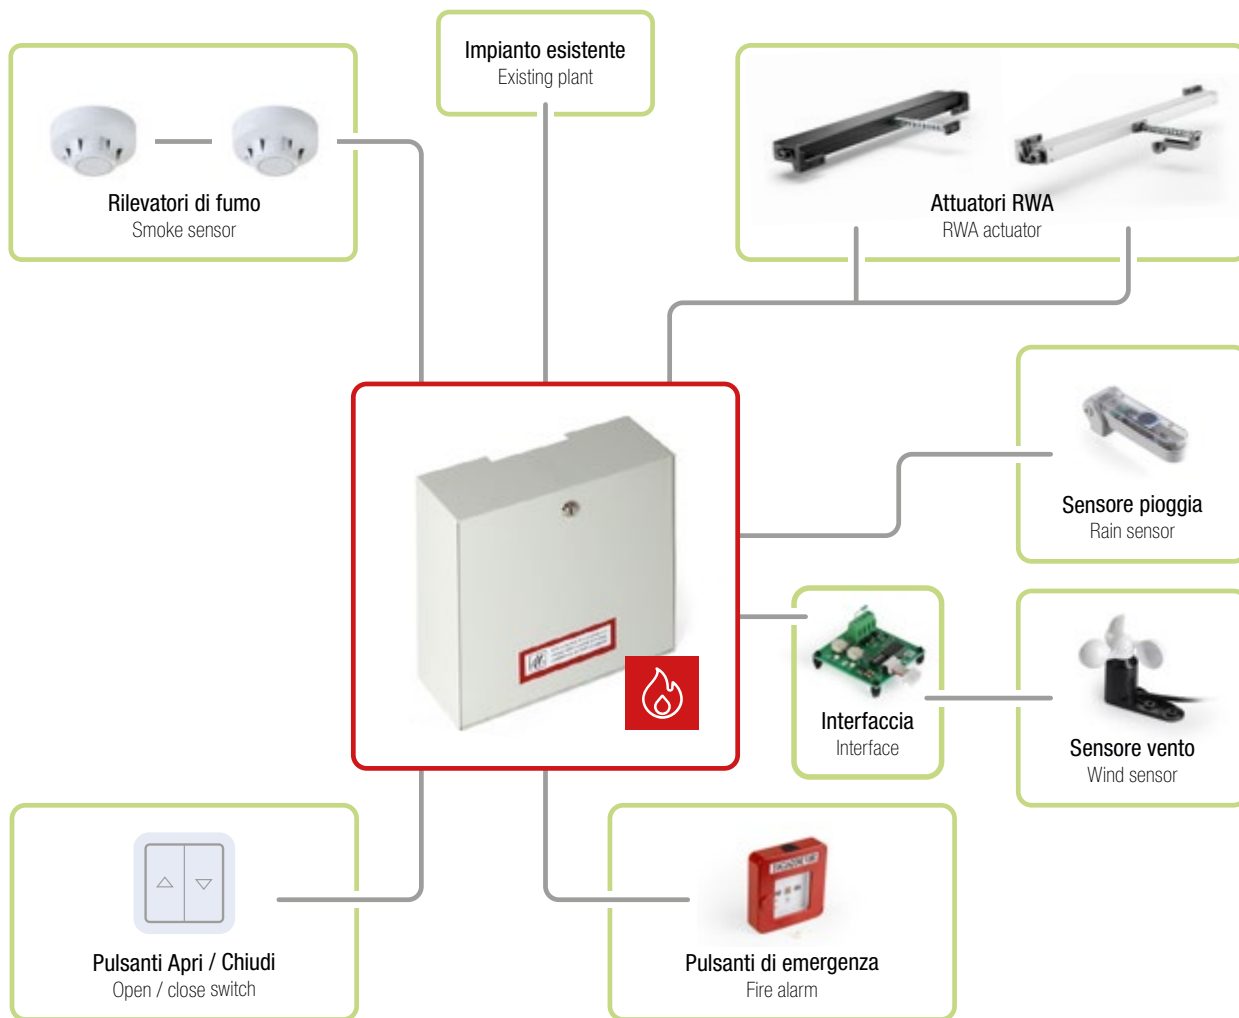 Impianto esistente
Existing plant
Rilevatori di fumo
Smoke sensor
Attuatori RWA
RWA actuator
Sensore pioggia
Rain sensor
Interfaccia
Interface
Sensore vento
Wind sensor
Pulsanti Apri / Chiudi
Open / close switch
Pulsanti di emergenza
Fire alarm